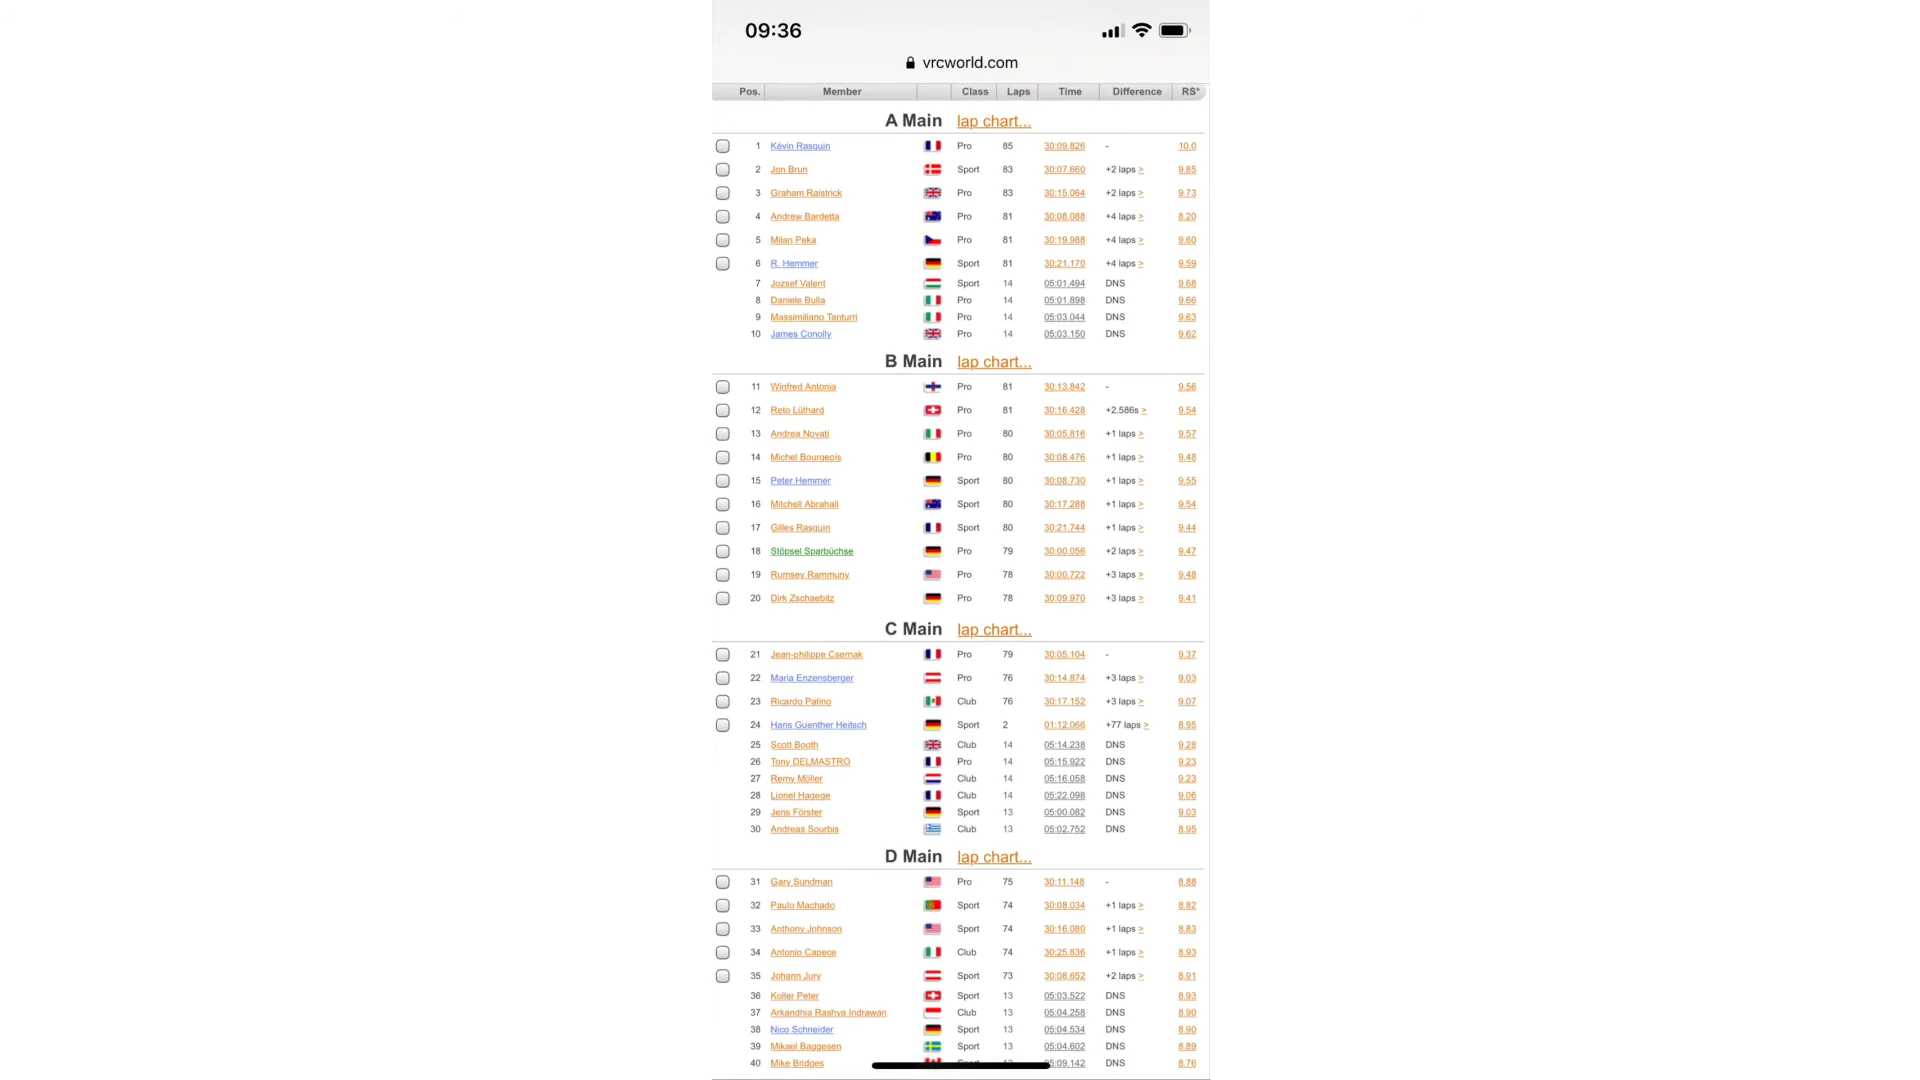 09:36
vrcworld.com
Pos. Member Class Laps Time Difference RS*
A Main lap chart...
1 Kévin Rasquin Pro 85 30:09.826 - 10.0
2 Jon Brun Sport 83 30:07.660 +2 laps > 9.85
3 Graham Raistrick Pro 83 30:15.064 +2 laps > 9.73
4 Andrew Bardetta Pro 81 30:08.088 +4 laps > 8.20
5 Milan Peka Pro 81 30:19.988 +4 laps > 9.60
6 R. Hemmer Sport 81 30:21.170 +4 laps > 9.59
7 Jozsef Valent Sport 14 05:01.494 DNS 9.68
8 Daniele Bulla Pro 14 05:01.898 DNS 9.66
9 Massimiliano Tanturri Pro 14 05:03.044 DNS 9.63
10 James Conolly Pro 14 05:03.150 DNS 9.62
B Main lap chart...
11 Winfred Antonia Pro 81 30:13.842 - 9.56
12 Reto Lüthard Pro 81 30:16.428 +2.586s > 9.54
13 Andrea Novati Pro 80 30:05.816 +1 laps > 9.57
14 Michel Bourgeois Pro 80 30:08.476 +1 laps > 9.48
15 Peter Hemmer Sport 80 30:08.730 +1 laps > 9.55
16 Mitchell Abrahall Sport 80 30:17.288 +1 laps > 9.54
17 Gilles Rasquin Sport 80 30:21.744 +1 laps > 9.44
18 Stöpsel Sparbüchse Pro 79 30:00.056 +2 laps > 9.47
19 Rumsey Rammuny Pro 78 30:00.722 +3 laps > 9.48
20 Dirk Zschaebitz Pro 78 30:09.970 +3 laps > 9.41
C Main lap chart...
21 Jean-philippe Csernak Pro 79 30:05.104 - 9.37
22 Maria Enzensberger Pro 76 30:14.874 +3 laps > 9.03
23 Ricardo Patino Club 76 30:17.152 +3 laps > 9.07
24 Hans Guenther Heitsch Sport 2 01:12.066 +77 laps > 8.95
25 Scott Booth Club 14 05:14.238 DNS 9.28
26 Tony DELMASTRO Pro 14 05:15.922 DNS 9.23
27 Remy Möller Club 14 05:16.058 DNS 9.23
28 Lionel Hagege Club 14 05:22.098 DNS 9.06
29 Jens Förster Sport 13 05:00.082 DNS 9.03
30 Andreas Sourbis Club 13 05:02.752 DNS 8.95
D Main lap chart...
31 Gary Sundman Pro 75 30:11.148 - 8.88
32 Paulo Machado Sport 74 30:08.034 +1 laps > 8.82
33 Anthony Johnson Sport 74 30:16.080 +1 laps > 8.83
34 Antonio Capece Club 74 30:25.836 +1 laps > 8.93
35 Johann Jury Sport 73 30:08.652 +2 laps > 8.91
36 Koller Peter Sport 13 05:03.522 DNS 8.93
37 Arkandhia Rashya Indrawan Club 13 05:04.258 DNS 8.90
38 Nico Schneider Sport 13 05:04.534 DNS 8.90
39 Mikael Baggesen Sport 13 05:04.602 DNS 8.89
40 Mike Bridges DNS 8.76